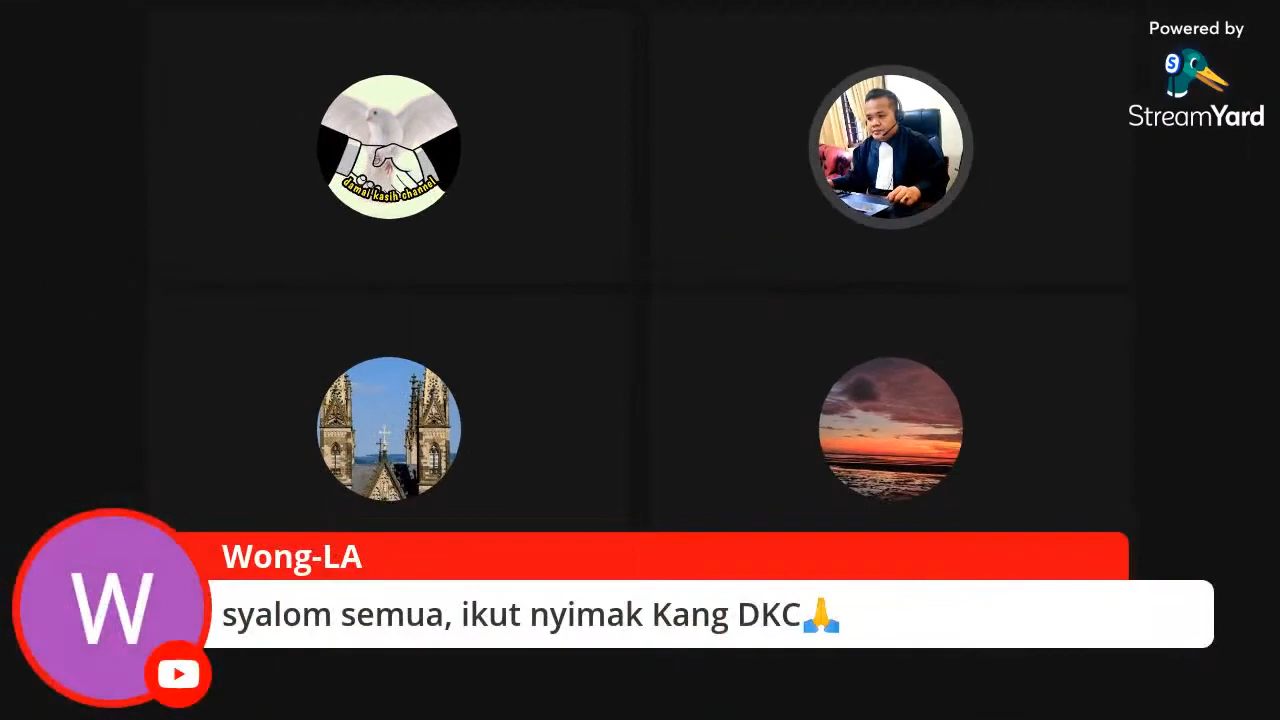 Powered by
StreamYard
damai kasih channel
Wong-LA
W
syalom semua, ikut nyimak Kang DKC🙏